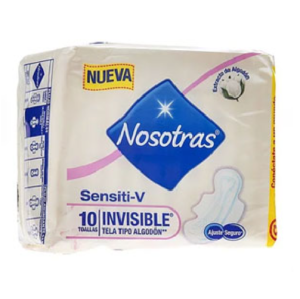 NUEVA
Extracto de Algodón
Nosotras®
Sensiti-V
10 INVISIBLE®
TOALLAS TELA TIPO ALGODÓN**
Ajuste Seguro